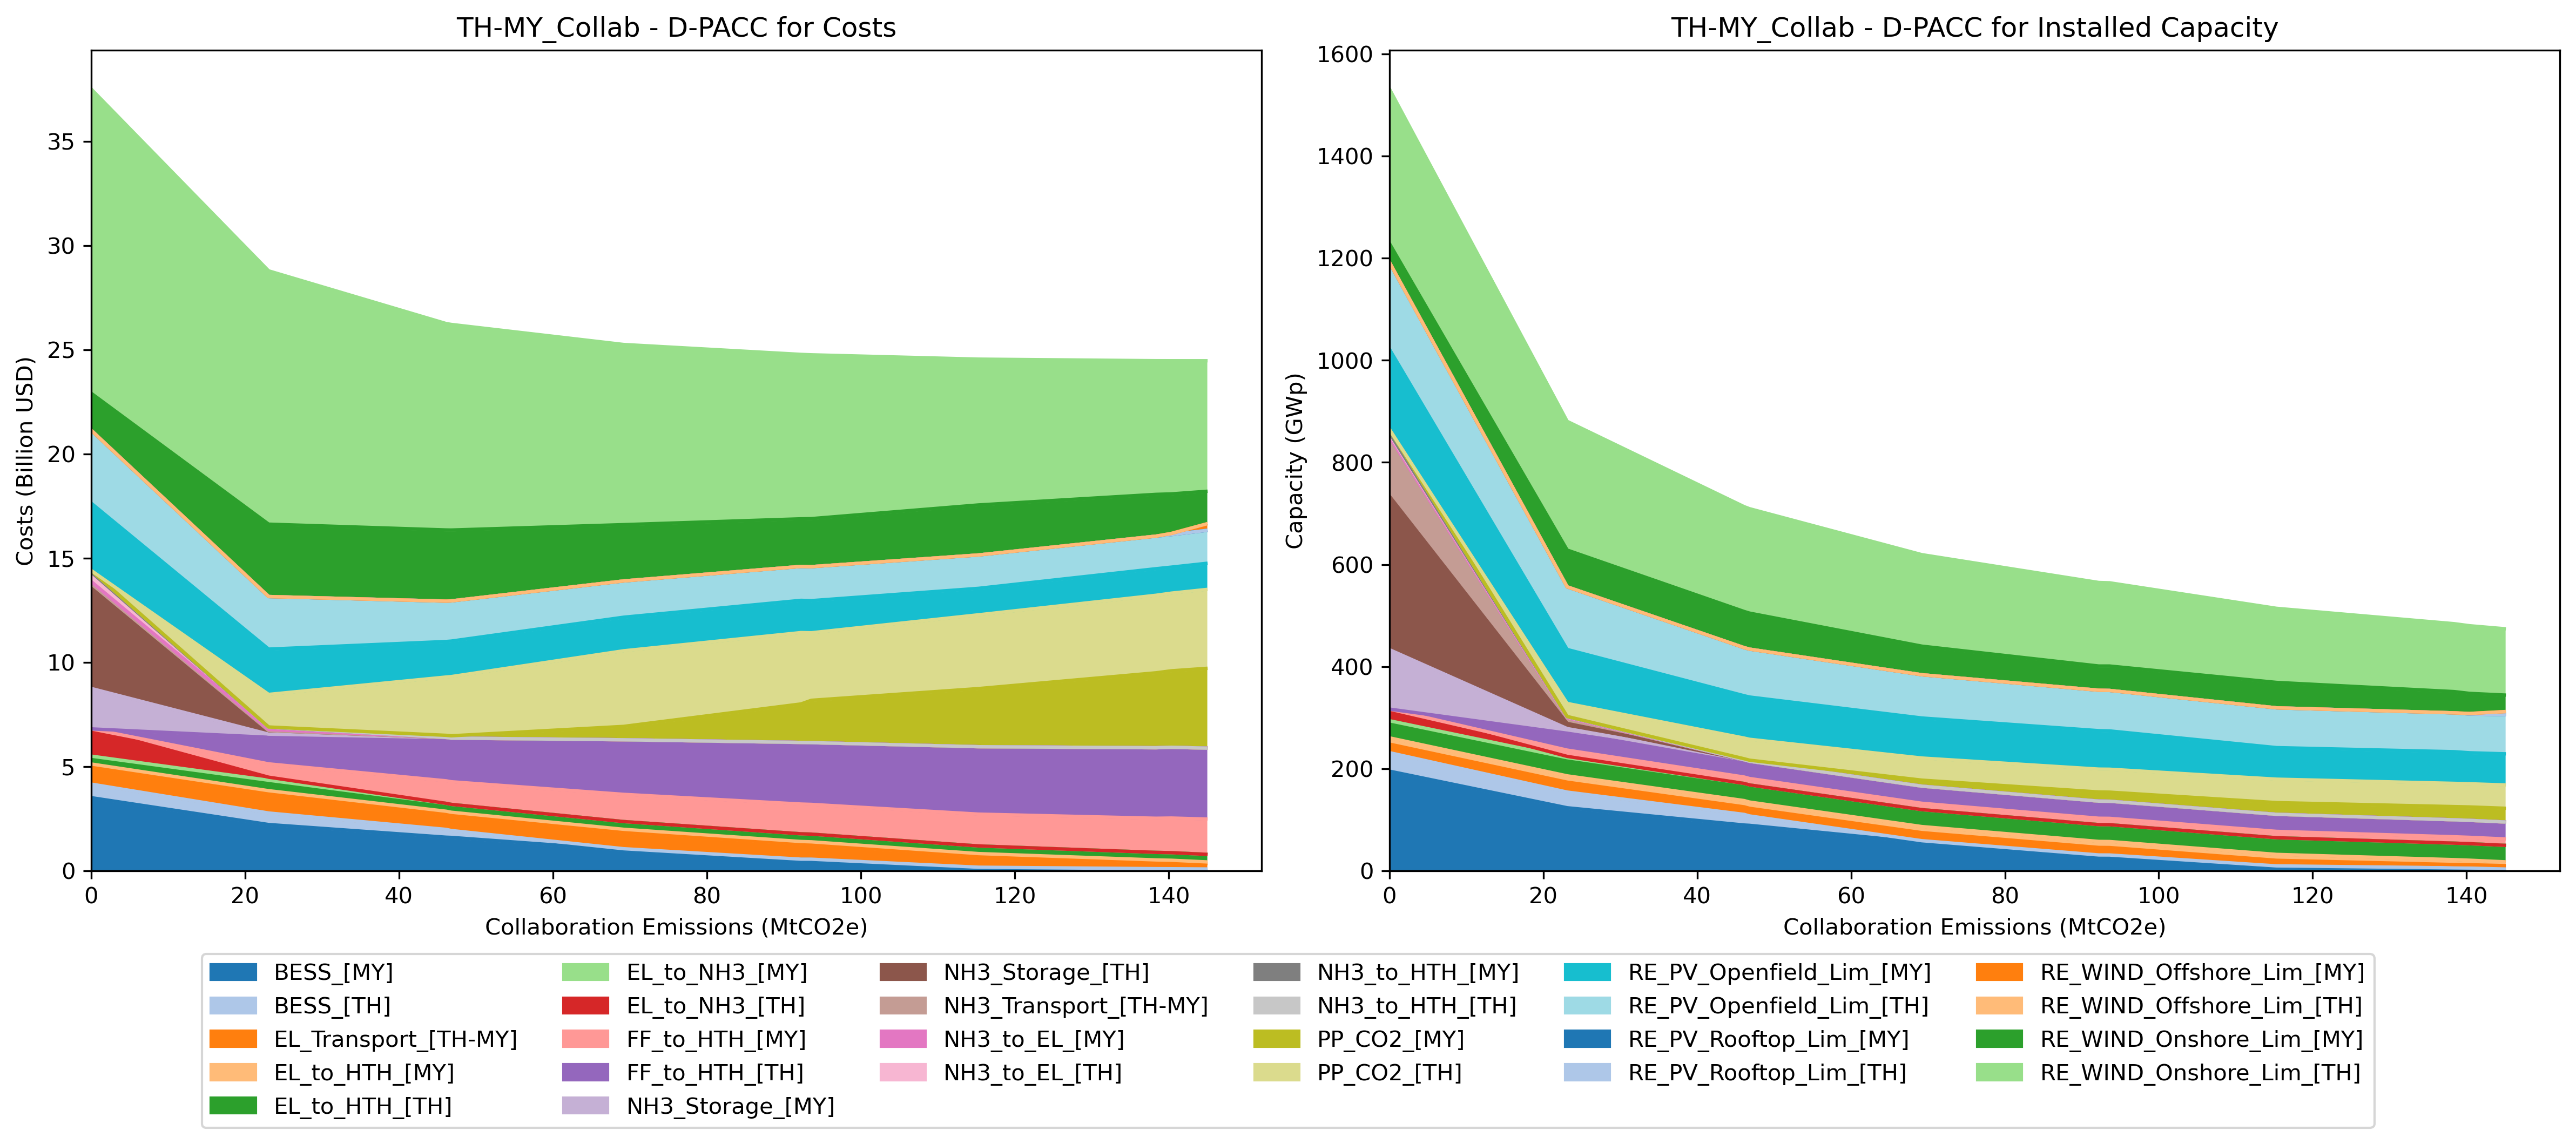 TH-MY_Collab - D-PACC for Costs
Costs (Billion USD)
35
30
25
20
15
10
5
0
0 20 40 60 80 100 120 140
Collaboration Emissions (MtCO2e)
TH-MY_Collab - D-PACC for Installed Capacity
Capacity (GWp)
1600
1400
1200
1000
800
600
400
200
0
0 20 40 60 80 100 120 140
Collaboration Emissions (MtCO2e)
BESS_[MY]
BESS_[TH]
EL_Transport_[TH-MY]
EL_to_HTH_[MY]
EL_to_HTH_[TH]
EL_to_NH3_[MY]
EL_to_NH3_[TH]
FF_to_HTH_[MY]
FF_to_HTH_[TH]
NH3_Storage_[MY]
NH3_Storage_[TH]
NH3_Transport_[TH-MY]
NH3_to_EL_[MY]
NH3_to_EL_[TH]
NH3_to_HTH_[MY]
NH3_to_HTH_[TH]
PP_CO2_[MY]
PP_CO2_[TH]
RE_PV_Openfield_Lim_[MY]
RE_PV_Openfield_Lim_[TH]
RE_PV_Rooftop_Lim_[MY]
RE_PV_Rooftop_Lim_[TH]
RE_WIND_Offshore_Lim_[MY]
RE_WIND_Offshore_Lim_[TH]
RE_WIND_Onshore_Lim_[MY]
RE_WIND_Onshore_Lim_[TH]